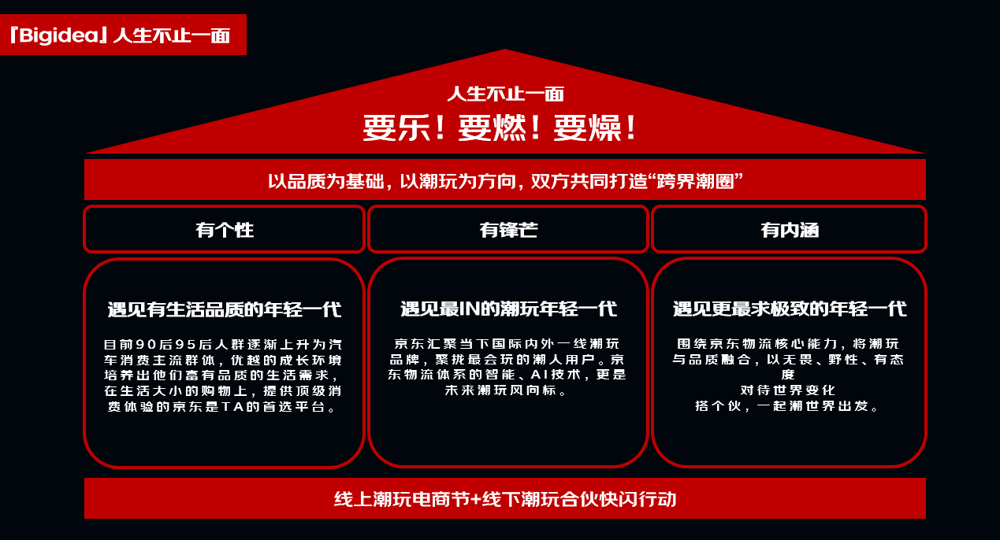 『Bigidea』人生不止一面
人生不止一面
要乐！要燃！要燥！
以品质为基础，以潮玩为方向，双方共同打造“跨界潮圈”
有个性
有锋芒
有内涵
遇见有生活品质的年轻一代
目前90后95后人群逐渐上升为汽
车消费主流群体，优越的成长环境
培养出他们富有品质的生活需求，
在生活大小的购物上，提供顶级消
费体验的京东是TA的首选平台。
遇见最IN的潮玩年轻一代
京东汇聚当下国际内外一线潮玩
品牌，聚拢最会玩的潮人用户。京
东物流体系的智能、AI技术，更是
未来潮玩风向标。
遇见更最求极致的年轻一代
围绕京东物流核心能力，将潮玩
与品质融合，以无畏、野性、有态
度
对待世界变化
搭个伙，一起潮世界出发。
线上潮玩电商节+线下潮玩合伙快闪行动